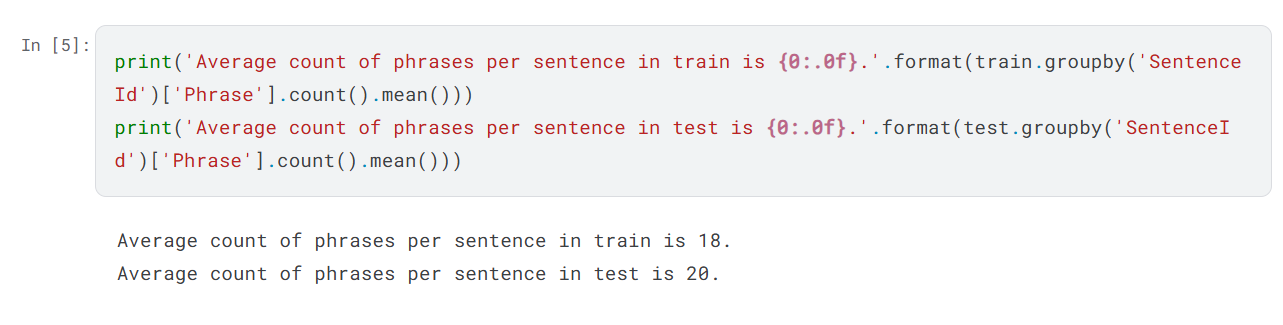 In [5]:
print('Average count of phrases per sentence in train is {0:.0f}.'.format(train.groupby('Sentence
Id')['Phrase'].count().mean()))
print('Average count of phrases per sentence in test is {0:.0f}.'.format(test.groupby('SentenceI
d')['Phrase'].count().mean()))
Average count of phrases per sentence in train is 18.
Average count of phrases per sentence in test is 20.